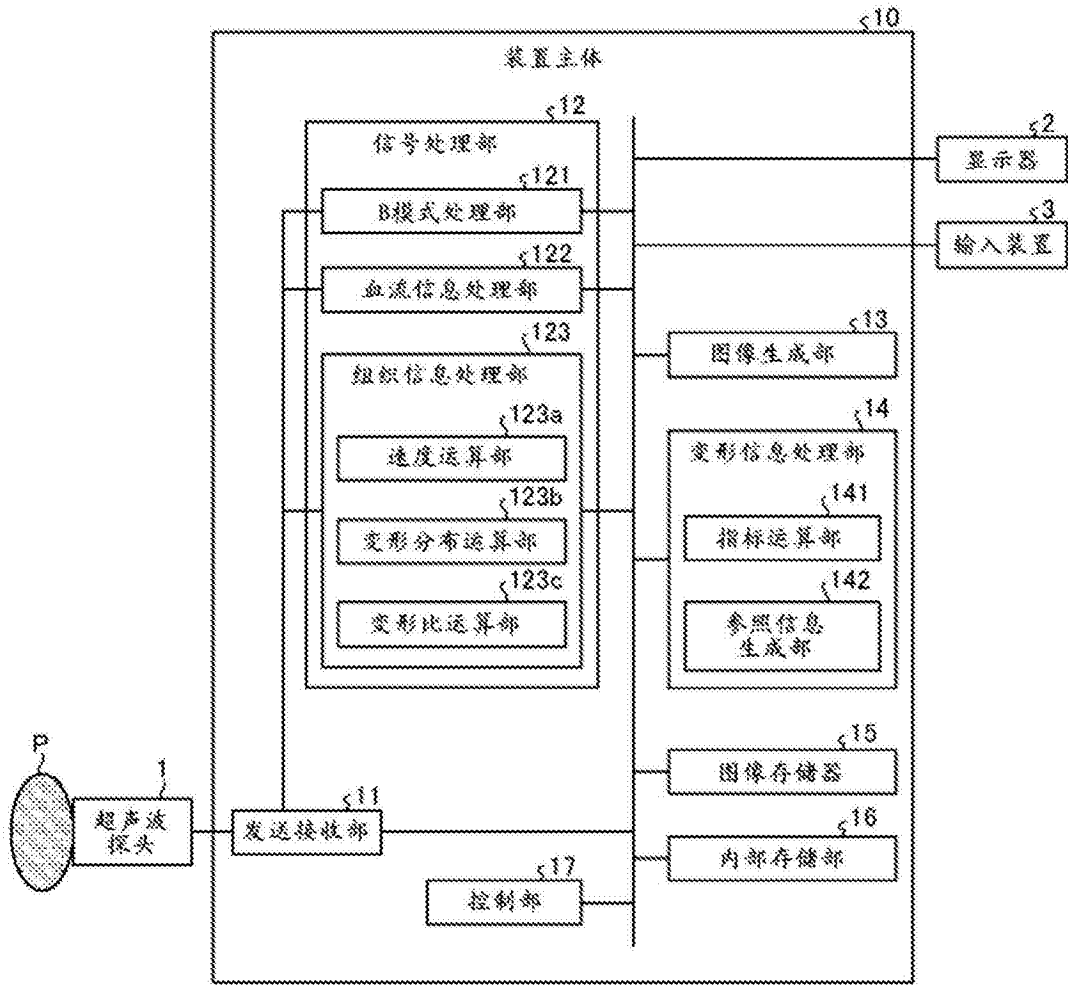 10
装置主体
12
信号处理部
2
显示器
121
B模式处理部
3
输入装置
122
血流信息处理部
13
图像生成部
123
组织信息处理部
14
变形信息处理部
123a
速度运算部
141
指标运算部
123b
变形分布运算部
142
参照信息
生成部
123c
变形比运算部
15
图像存储器
P
1
超声波
探头
11
发送接收部
16
内部存储部
17
控制部